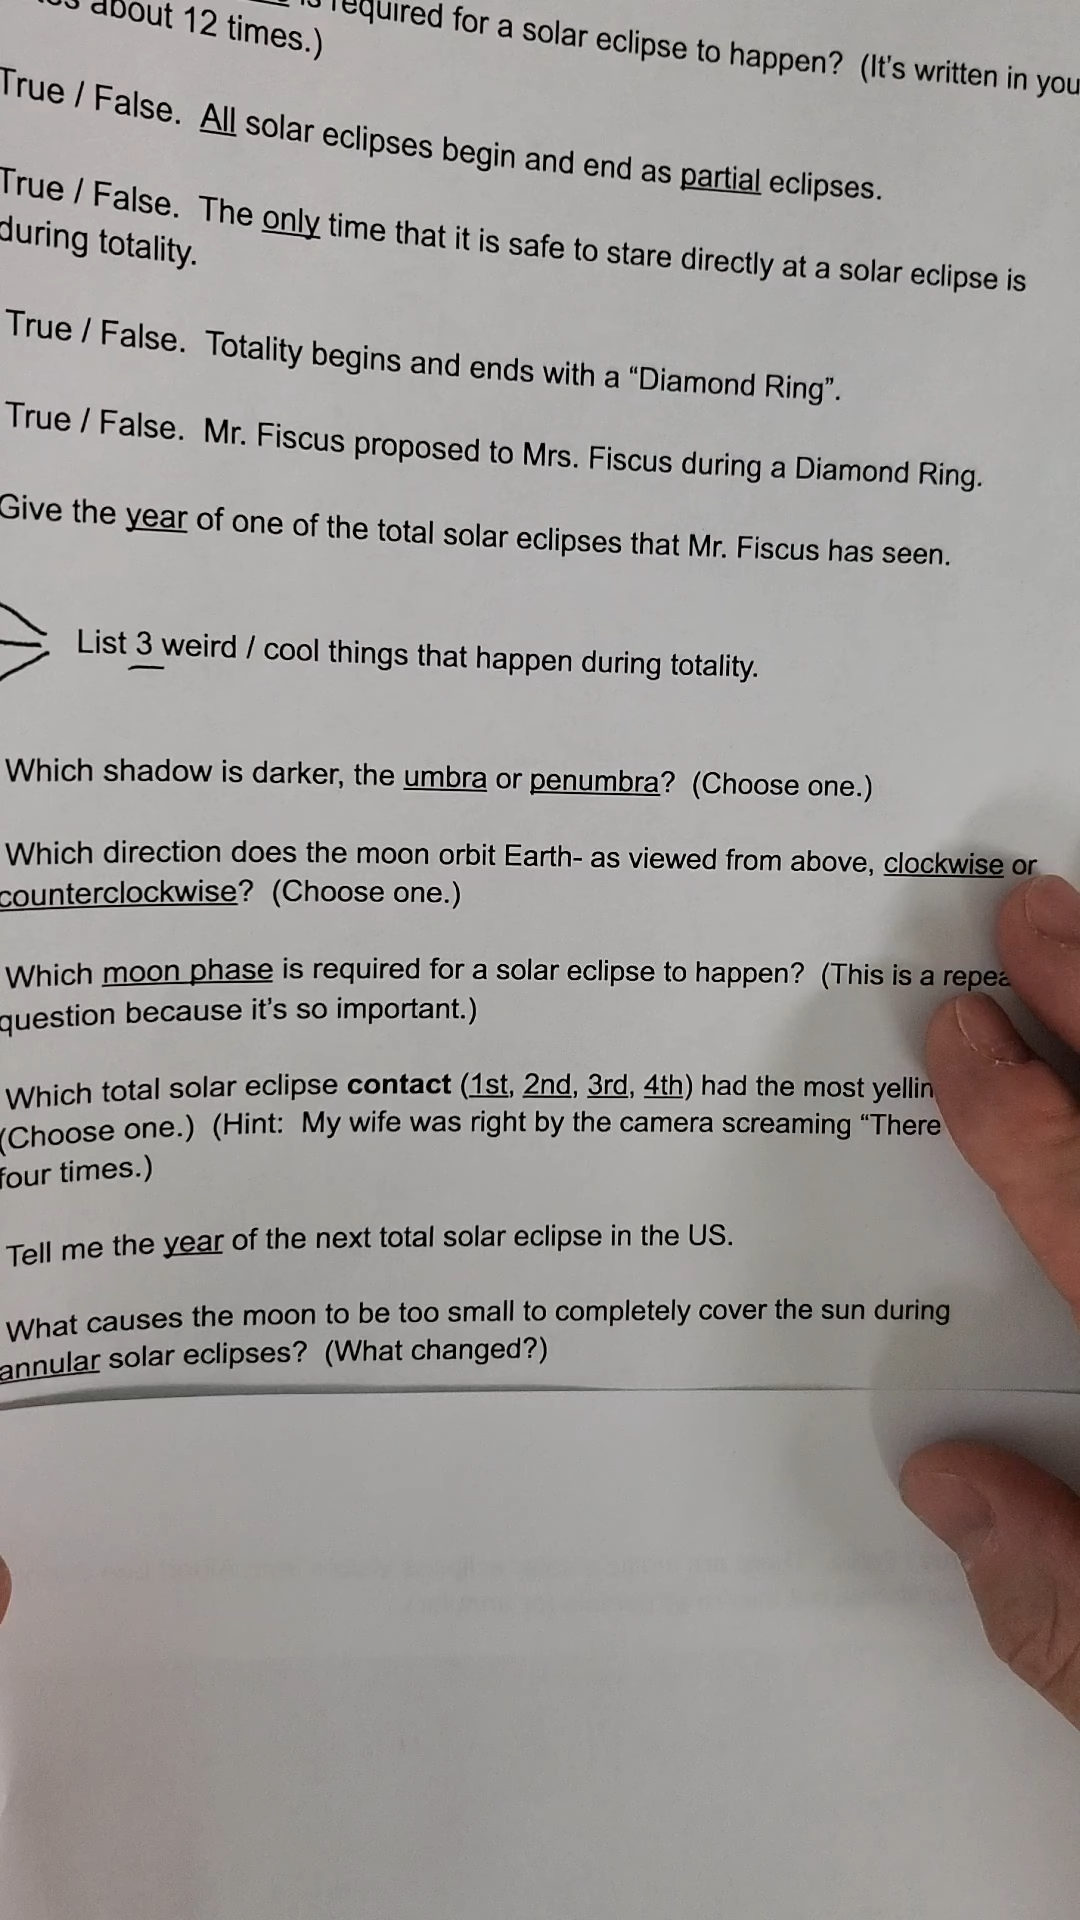 required for a solar eclipse to happen? (It's written in you
about 12 times.)
True / False. All solar eclipses begin and end as partial eclipses.
True / False. The only time that it is safe to stare directly at a solar eclipse is
during totality.
True / False. Totality begins and ends with a “Diamond Ring”.
True / False. Mr. Fiscus proposed to Mrs. Fiscus during a Diamond Ring.
Give the year of one of the total solar eclipses that Mr. Fiscus has seen.
List 3 weird / cool things that happen during totality.
Which shadow is darker, the umbra or penumbra? (Choose one.)
Which direction does the moon orbit Earth- as viewed from above, clockwise or
counterclockwise? (Choose one.)
Which moon phase is required for a solar eclipse to happen? (This is a repea
question because it's so important.)
Which total solar eclipse contact (1st, 2nd, 3rd, 4th) had the most yellin
(Choose one.) (Hint: My wife was right by the camera screaming “There
four times.)
Tell me the year of the next total solar eclipse in the US.
What causes the moon to be too small to completely cover the sun during
annular solar eclipses? (What changed?)